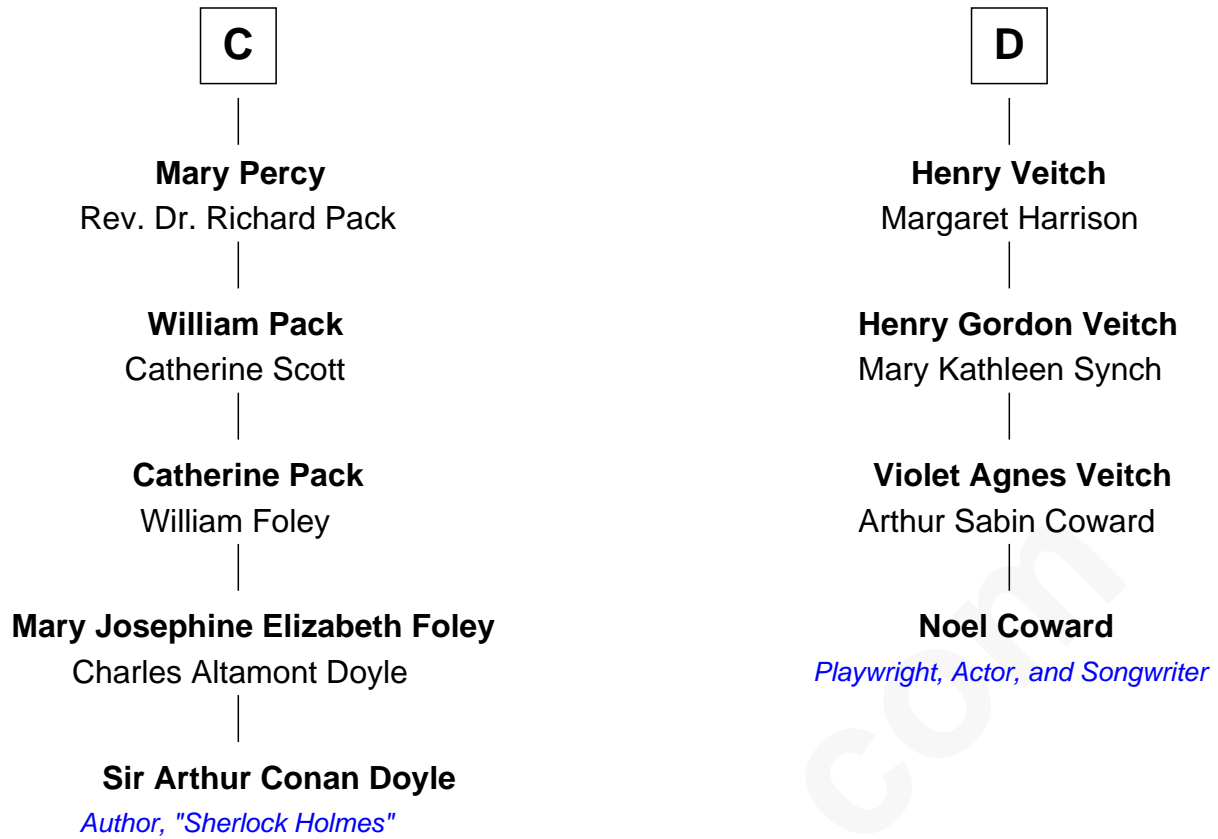 C
Mary Percy
Rev. Dr. Richard Pack
William Pack
Catherine Scott
Catherine Pack
William Foley
Mary Josephine Elizabeth Foley
Charles Altamont Doyle
Sir Arthur Conan Doyle
Author, "Sherlock Holmes"
D
Henry Veitch
Margaret Harrison
Henry Gordon Veitch
Mary Kathleen Synch
Violet Agnes Veitch
Arthur Sabin Coward
Noel Coward
Playwright, Actor, and Songwriter
com